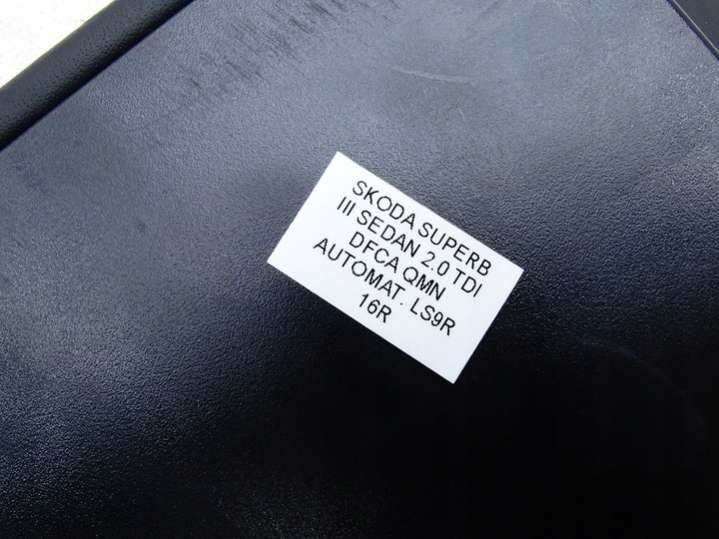 SKODA SUPERB
III SEDAN 2.0 TDI
DFCA QMN
AUTOMAT. LS9R
16R